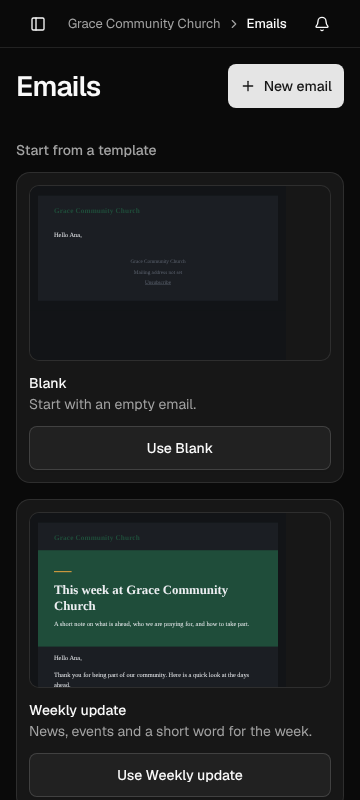 Grace Community Church > Emails
Emails
New email
Start from a template
Grace Community Church
Hello Ana,
Grace Community Church
Mailing address not set
Unsubscribe
Blank
Start with an empty email.
Use Blank
Grace Community Church
This week at Grace Community
Church
A short note on what is ahead, who we are praying for, and how to take part.
Hello Ana,
Thank you for being part of our community. Here is a quick look at the days
ahead.
Weekly update
News, events and a short word for the week.
Use Weekly update